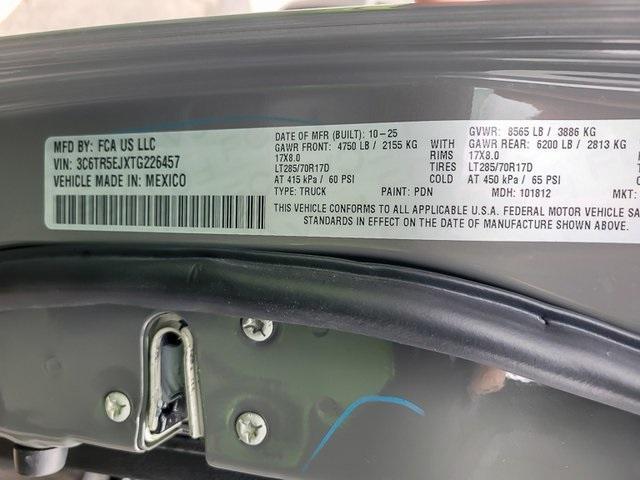 MFD BY: FCA US LLC
VIN: 3C6TR5EJXTG226457
VEHICLE MADE IN: MEXICO
DATE OF MFR (BUILT): 10-25
GAWR FRONT: 4750 LB / 2155 KG WITH
17X8.0 RIMS
LT285/70R17D TIRES
AT 415 kPa / 60 PSI COLD
TYPE: TRUCK PAINT: PDN
GVWR: 8565 LB / 3886 KG
GAWR REAR: 6200 LB / 2813 KG
17X8.0
LT285/70R17D
AT 450 kPa / 65 PSI
MDH: 101812 MKT:
THIS VEHICLE CONFORMS TO ALL APPLICABLE U.S.A. FEDERAL MOTOR VEHICLE SA
STANDARDS IN EFFECT ON THE DATE OF MANUFACTURE SHOWN ABOVE.